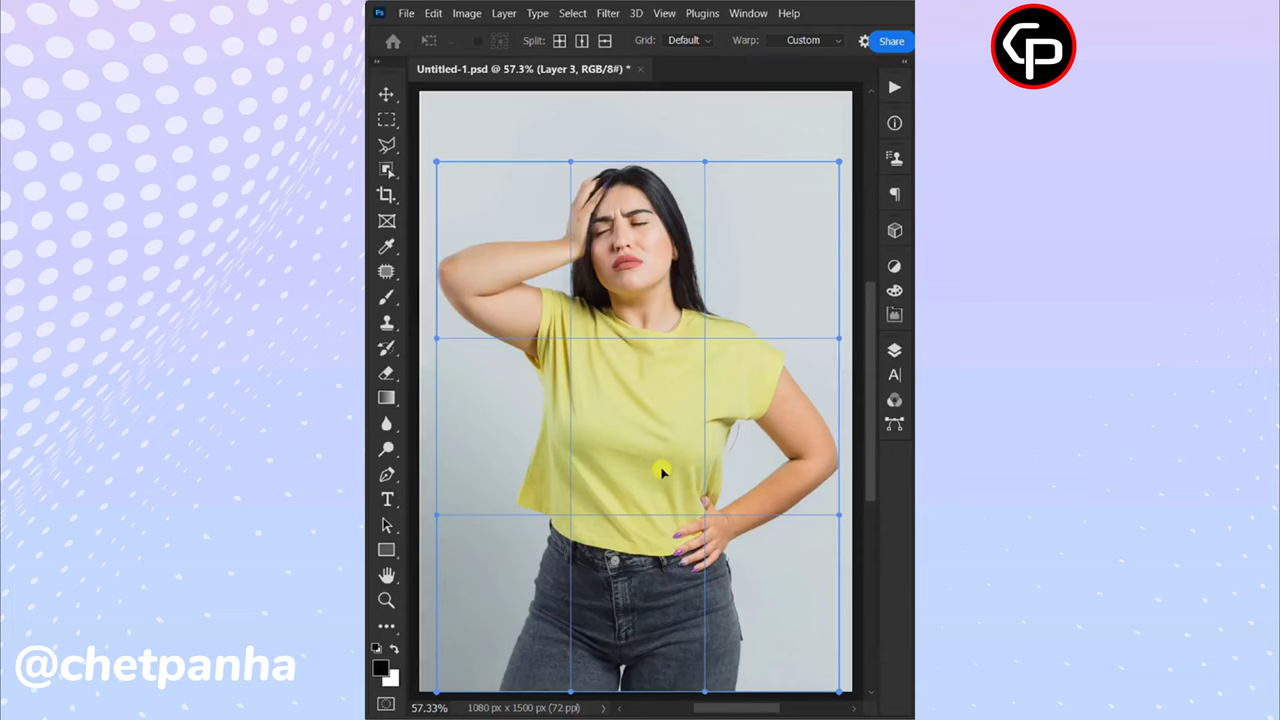 Ps File Edit Image Layer Type Select Filter 3D View Plugins Window Help
Split: Grid: Default Warp: Custom Share
Untitled-1.psd @ 57.3% (Layer 3, RGB/8#) * ×
CP
A
T
57.33% 1080 px x 1500 px (72 ppi)
@chetpanha